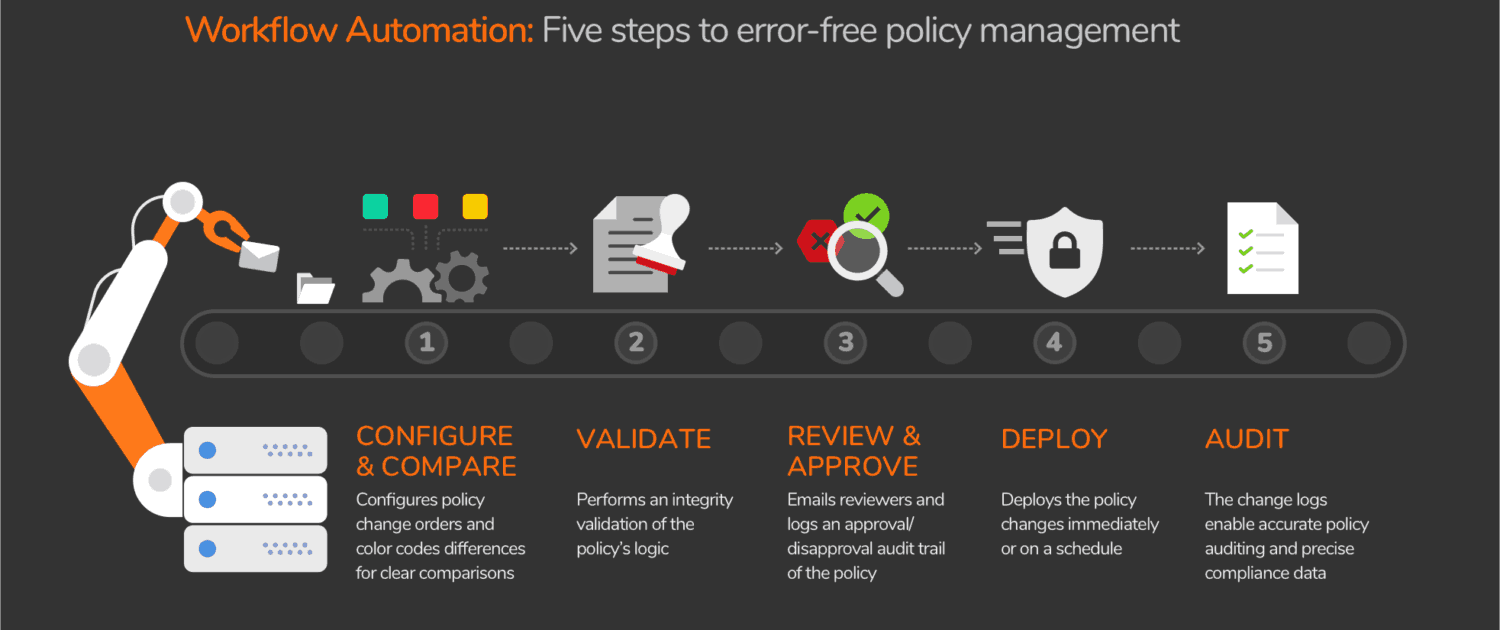 Workflow Automation: Five steps to error-free policy management
1
2
3
4
5
CONFIGURE
& COMPARE
Configures policy
change orders and
color codes differences
for clear comparisons
VALIDATE
Performs an integrity
validation of the
policy’s logic
REVIEW &
APPROVE
Emails reviewers and
logs an approval/
disapproval audit trail
of the policy
DEPLOY
Deploys the policy
changes immediately
or on a schedule
AUDIT
The change logs
enable accurate policy
auditing and precise
compliance data